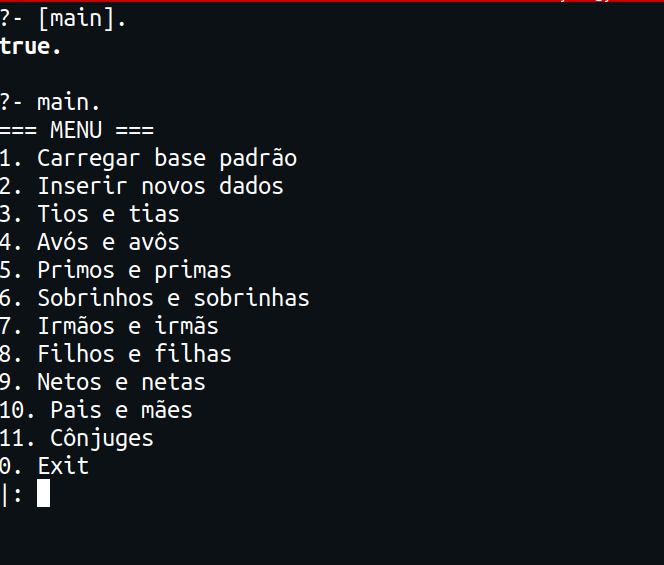 ?- [main].
true.
?- main.
=== MENU ===
1. Carregar base padrão
2. Inserir novos dados
3. Tios e tias
4. Avós e avôs
5. Primos e primas
6. Sobrinhos e sobrinhas
7. Irmãos e irmãs
8. Filhos e filhas
9. Netos e netas
10. Pais e mães
11. Cônjuges
0. Exit
|: